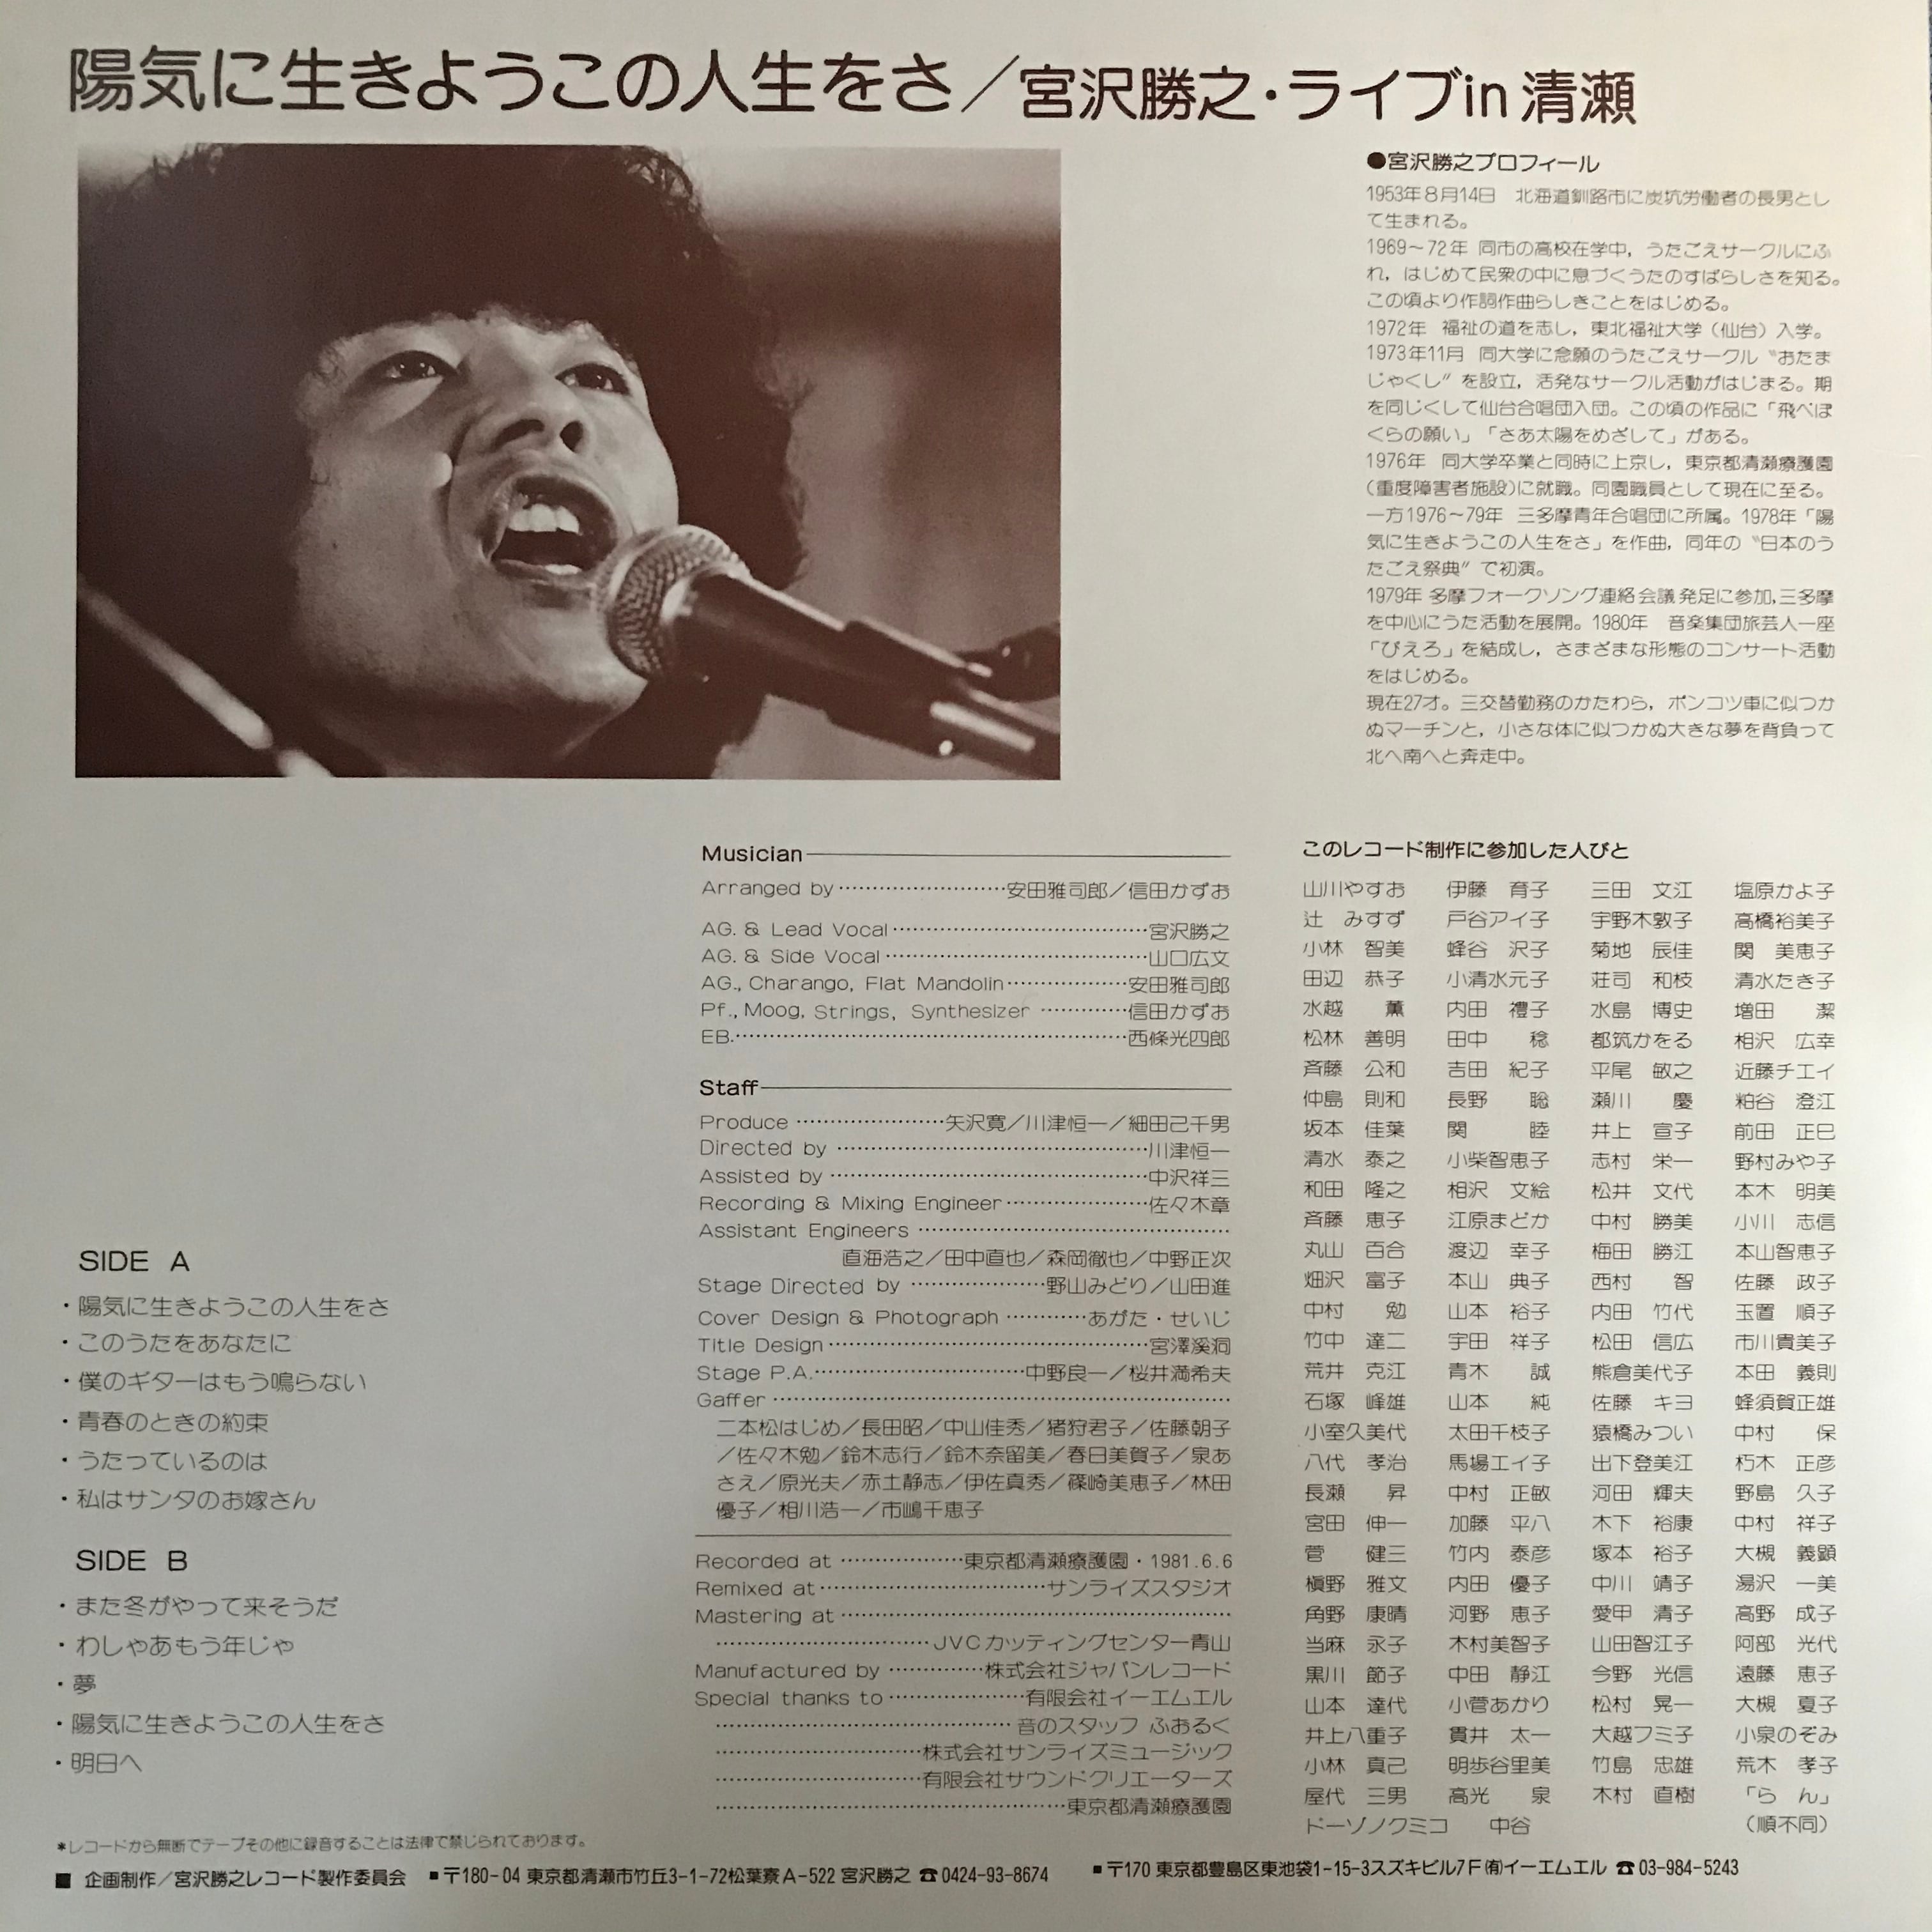 陽気に生きようこの人生をさ／宮沢勝之・ライブin清瀬
●宮沢勝之プロフィール
1953年8月14日　北海道釧路市に炭坑労働者の長男とし
て生まれる。
1969〜72年 同市の高校在学中，うたごえサークルにふ
れ，はじめて民衆の中に息づくうたのすばらしさを知る。
この頃より作詞作曲らしきことをはじめる。
1972年　福祉の道を志し，東北福祉大学（仙台）入学。
1973年11月　同大学に念願のうたごえサークル〝おたま
じゃくし〟を設立，活発なサークル活動がはじまる。期
を同じくして仙台合唱団入団。この頃の作品に「飛べぼ
くらの願い」「さあ太陽をめざして」がある。
1976年　同大学卒業と同時に上京し，東京都清瀬療護園
（重度障害者施設）に就職。同園職員として現在に至る。
一方1976〜79年　三多摩青年合唱団に所属。1978年「陽
気に生きようこの人生をさ」を作曲，同年の〝日本のう
たごえ祭典〟で初演。
1979年 多摩フォークソング連絡会議発足に参加,三多摩
を中心にうた活動を展開。1980年　音楽集団旅芸人一座
「ぴえろ」を結成し，さまざまな形態のコンサート活動
をはじめる。
現在27才。三交替勤務のかたわら，ポンコツ車に似つか
ぬマーチンと，小さな体に似つかぬ大きな夢を背負って
北へ南へと奔走中。
Musician
Arranged by……………………安田雅司郎／信田かずお
AG. & Lead Vocal……………………宮沢勝之
AG. & Side Vocal……………………山口広文
AG., Charango, Flat Mandolin……………安田雅司郎
Pf., Moog, Strings, Synthesizer…………信田かずお
EB.……………………西條光四郎
Staff
Produce………………矢沢寛／川津恒一／細田己千男
Directed by……………………川津恒一
Assisted by……………………中沢祥三
Recording & Mixing Engineer……………佐々木章
Assistant Engineers……………………
直海浩之／田中直也／森岡徹也／中野正次
Stage Directed by……………野山みどり／山田進
Cover Design & Photograph…………あがた・せいじ
Title Design……………………宮澤溪洞
Stage P.A.……………………中野良一／桜井満希夫
Gaffer……………………
二本松はじめ／長田昭／中山佳秀／猪狩君子／佐藤朝子
／佐々木勉／鈴木志行／鈴木奈留美／春日美賀子／泉あ
さえ／原光夫／赤土静志／伊佐真秀／篠崎美恵子／林田
優子／相川浩一／市嶋千恵子
Recorded at………………東京都清瀬療護園・1981.6.6
Remixed at……………………サンライズスタジオ
Mastering at……………………
……………………JVCカッティングセンター青山
Manufactured by…………株式会社ジャパンレコード
Special thanks to………………有限会社イーエムエル
……………………音のスタッフ ふぉるく
……………………株式会社サンライズミュージック
……………………有限会社サウンドクリエーターズ
……………………東京都清瀬療護園
このレコード制作に参加した人びと
山川やすお　伊藤　育子　三田　文江　塩原かよ子
辻　みすず　戸谷アイ子　宇野木敦子　高橋裕美子
小林　智美　蜂谷　沢子　菊地　辰佳　関　美恵子
田辺　恭子　小清水元子　荘司　和枝　清水たき子
水越　　薫　内田　禮子　水島　博史　増田　　潔
松林　善明　田中　　稔　都筑かをる　相沢　広幸
斉藤　公和　吉田　紀子　平尾　敏之　近藤チエイ
仲島　則和　長野　　聡　瀬川　　慶　粕谷　澄江
坂本　佳葉　関　　　睦　井上　宣子　前田　正巳
清水　泰之　小柴智恵子　志村　栄一　野村みや子
和田　隆之　相沢　文絵　松井　文代　本木　明美
斉藤　恵子　江原まどか　中村　勝美　小川　志信
丸山　百合　渡辺　幸子　梅田　勝江　本山智恵子
畑沢　富子　本山　典子　西村　　智　佐藤　政子
中村　　勉　山本　裕子　内田　竹代　玉置　順子
竹中　達二　宇田　祥子　松田　信広　市川貴美子
荒井　克江　青木　　誠　熊倉美代子　本田　義則
石塚　峰雄　山本　　純　佐藤　キヨ　蜂須賀正雄
小室久美代　太田千枝子　猿橋みつい　中村　　保
八代　孝治　馬場エイ子　出下登美江　朽木　正彦
長瀬　　昇　中村　正敏　河田　輝夫　野島　久子
宮田　伸一　加藤　平八　木下　裕康　中村　祥子
菅　　健三　竹内　泰彦　塚本　裕子　大槻　義顕
槇野　雅文　内田　優子　中川　靖子　湯沢　一美
角野　康晴　河野　恵子　愛甲　清子　高野　成子
当麻　永子　木村美智子　山田智江子　阿部　光代
黒川　節子　中田　静江　今野　光信　遠藤　恵子
山本　達代　小菅あかり　松村　晃一　大槻　夏子
井上八重子　貫井　太一　大越フミ子　小泉のぞみ
小林　真己　明歩谷里美　竹島　忠雄　荒木　孝子
屋代　三男　高光　　泉　木村　直樹　「らん」
ドーソノクミコ　中谷　（順不同）
SIDE A
・陽気に生きようこの人生をさ
・このうたをあなたに
・僕のギターはもう鳴らない
・青春のときの約束
・うたっているのは
・私はサンタのお嫁さん
SIDE B
・また冬がやって来そうだ
・わしゃあもう年じゃ
・夢
・陽気に生きようこの人生をさ
・明日へ
*レコードから無断でテープその他に録音することは法律で禁じられております。
■ 企画制作／宮沢勝之レコード製作委員会 ■〒180-04 東京都清瀬市竹丘3-1-72松葉寮A-522 宮沢勝之 ☎0424-93-8674 ■〒170 東京都豊島区東池袋1-15-3スズキビル7F㈲イーエムエル ☎03-984-5243